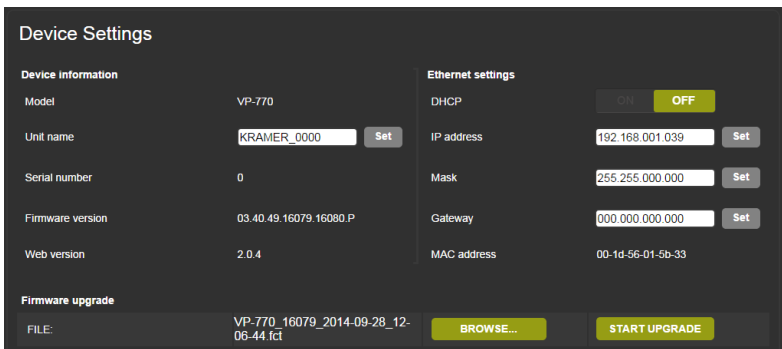 Device Settings
Device information
Ethernet settings
Model VP-770
DHCP ON OFF
Unit name KRAMER_0000 Set
IP address 192.168.001.039 Set
Serial number 0
Mask 255.255.000.000 Set
Firmware version 03.40.49.16079.16080.P
Gateway 000.000.000.000 Set
Web version 2.0.4
MAC address 00-1d-56-01-5b-33
Firmware upgrade
FILE: VP-770_16079_2014-09-28_12-
06-44.fct
BROWSE...
START UPGRADE